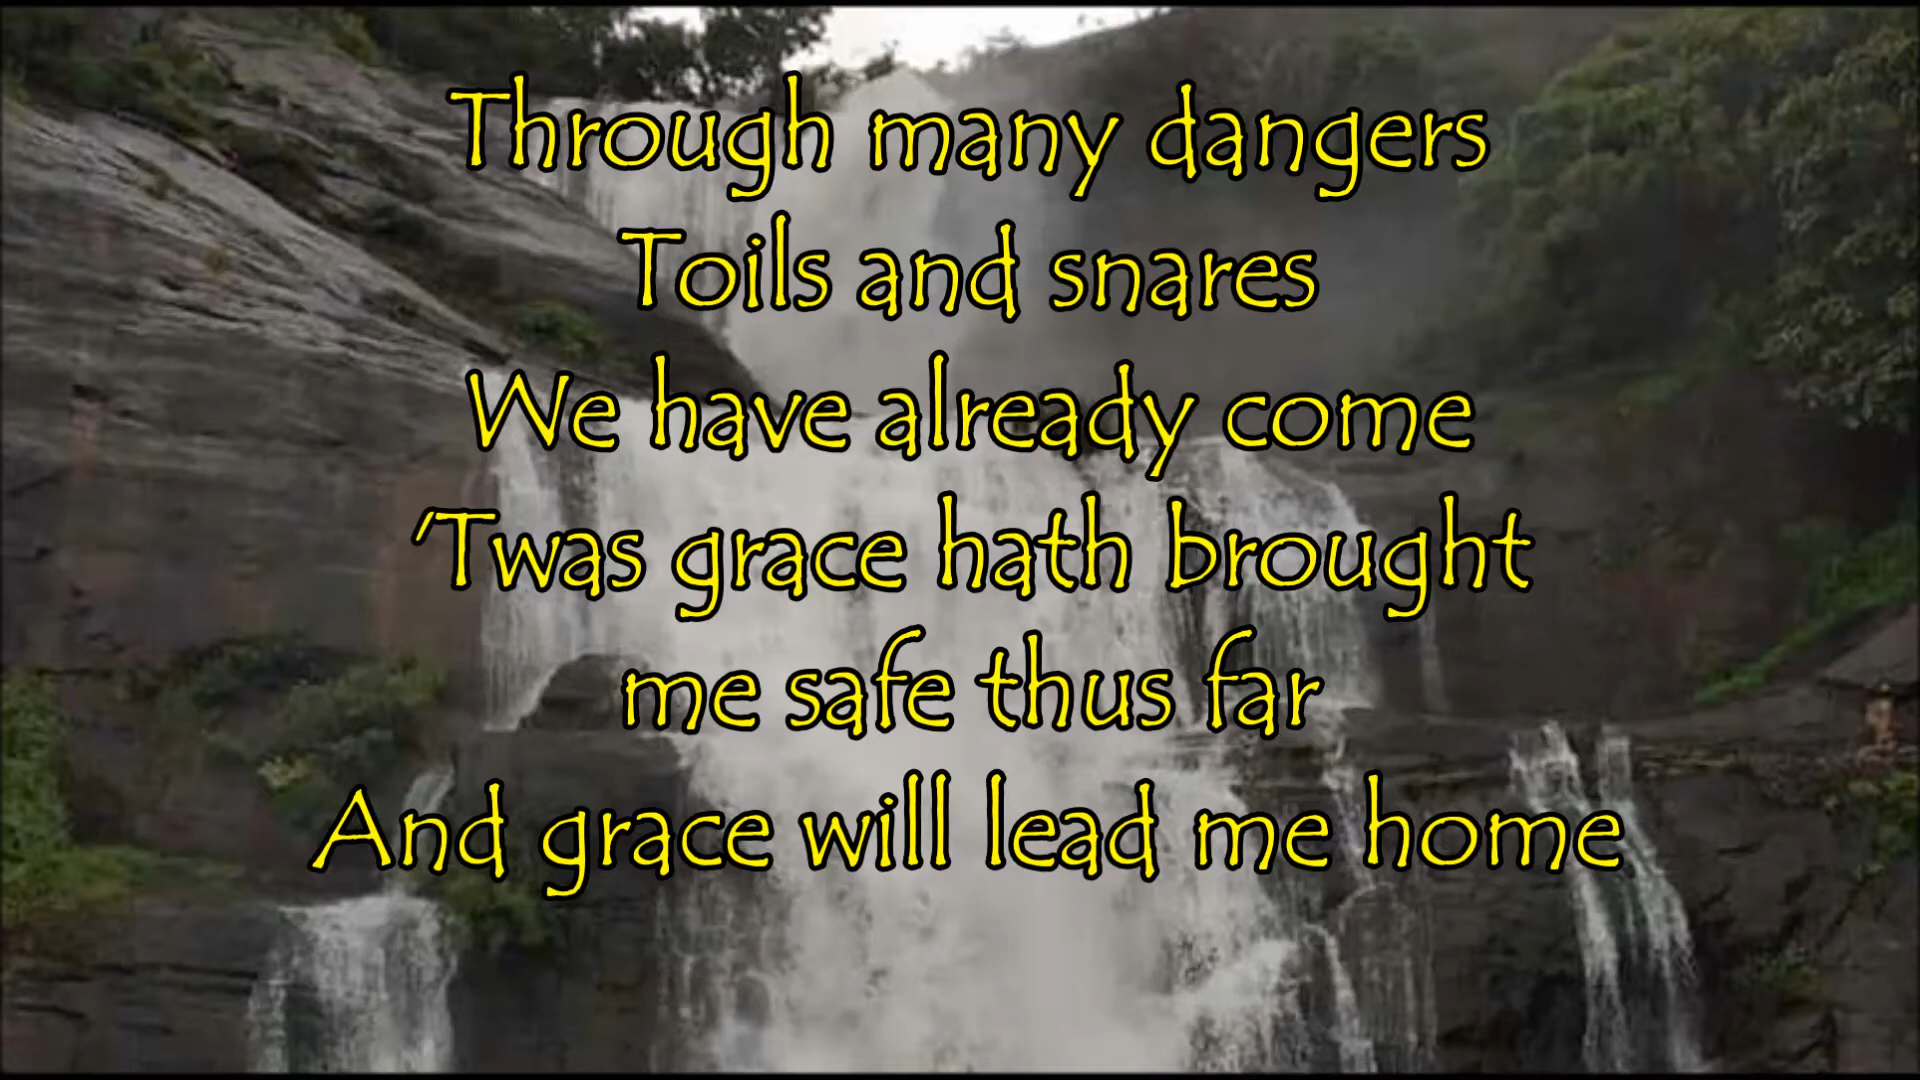 Through many dangers
Toils and snares
We have already come
'Twas grace hath brought
me safe thus far
And grace will lead me home